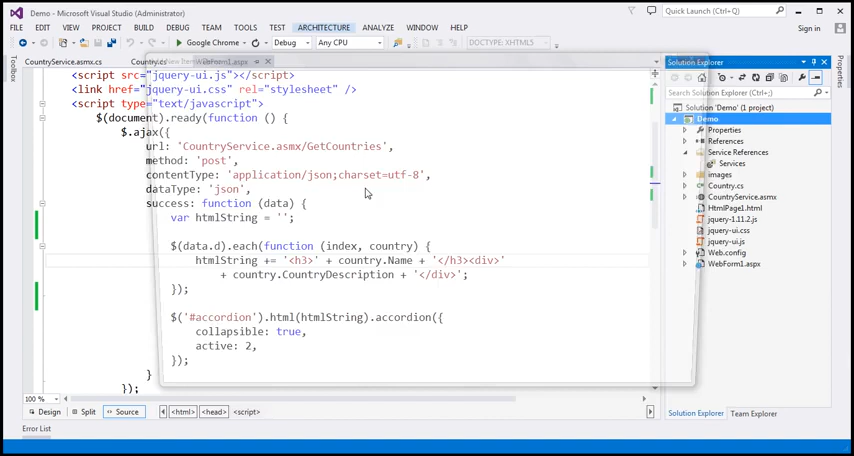 Demo - Microsoft Visual Studio (Administrator)
Quick Launch (Ctrl+;)
FILE EDIT VIEW PROJECT BUILD DEBUG TEAM TOOLS TEST ARCHITECTURE ANALYZE WINDOW HELP
Sign in
Google Chrome Debug Any CPU DOCTYPE: XHTML5
Toolbox
CountryService.asmx.cs Country.cs WebForm1.aspx
<script src="jquery-ui.js"></script>
<link href="jquery-ui.css" rel="stylesheet" />
<script type="text/javascript">
$(document).ready(function () {
$.ajax({
url: 'CountryService.asmx/GetCountries',
method: 'post',
contentType: 'application/json;charset=utf-8',
dataType: 'json',
success: function (data) {
var htmlString = '';
$(data.d).each(function (index, country) {
htmlString += '<h3>' + country.Name + '</h3><div>'
+ country.CountryDescription + '</div>';
});
$('#accordion').html(htmlString).accordion({
collapsible: true,
active: 2,
});
}
});
100 %
Design Split Source <html> <head> <script>
Error List
Solution Explorer
Search Solution Explorer (Ctrl+;)
Solution 'Demo' (1 project)
Demo
Properties
References
Service References
Services
images
Country.cs
CountryService.asmx
HtmlPage1.html
jquery-1.11.2.js
jquery-ui.css
jquery-ui.js
Web.config
WebForm1.aspx
Solution Explorer Team Explorer
Properties